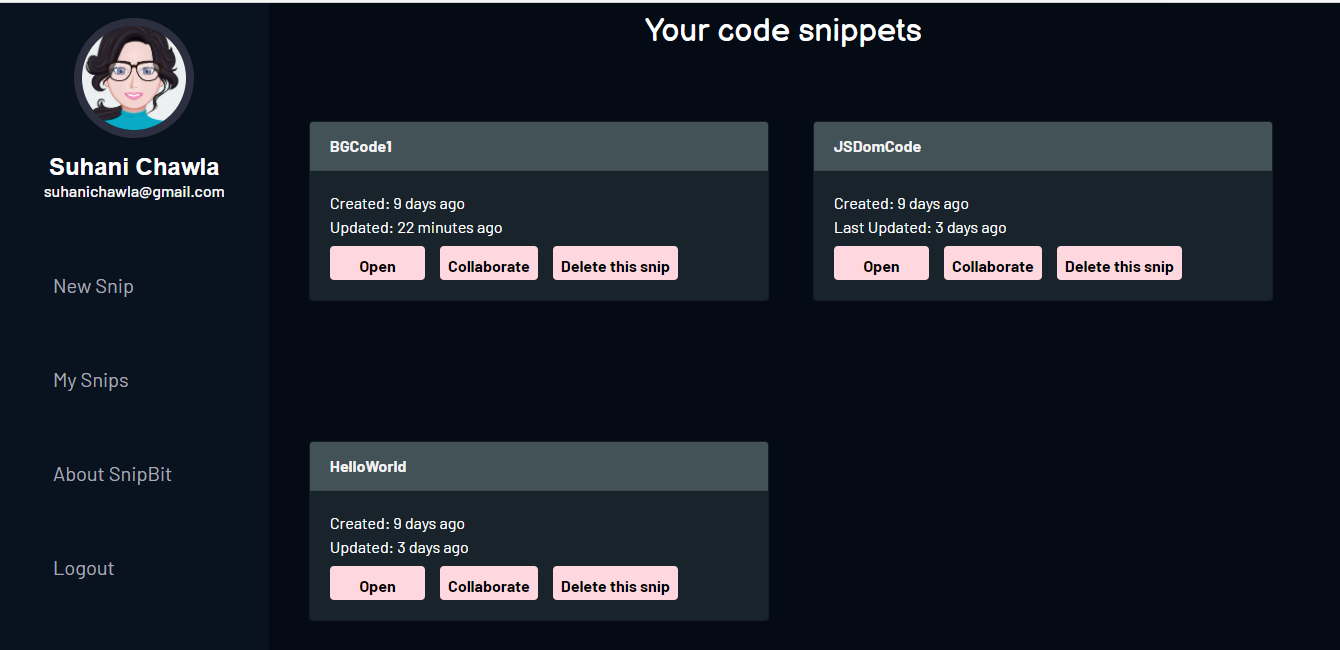 Your code snippets
Suhani Chawla
suhanichawla@gmail.com
New Snip
My Snips
About SnipBit
Logout
BGCode1
Created: 9 days ago
Updated: 22 minutes ago
Open Collaborate Delete this snip
JSDomCode
Created: 9 days ago
Last Updated: 3 days ago
Open Collaborate Delete this snip
HelloWorld
Created: 9 days ago
Updated: 3 days ago
Open Collaborate Delete this snip